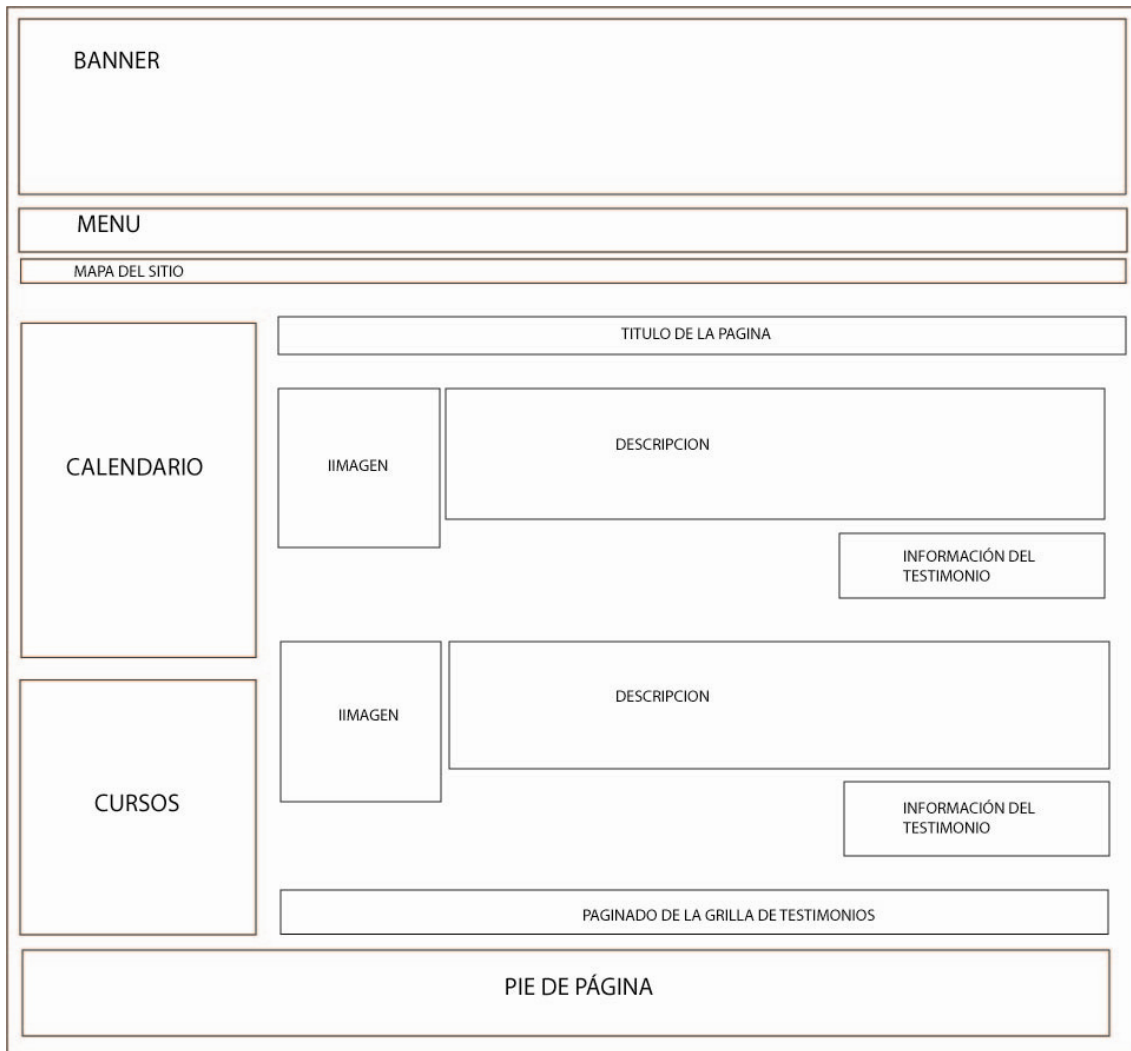 BANNER
MENU
MAPA DEL SITIO
TITULO DE LA PAGINA
CALENDARIO
IIMAGEN
DESCRIPCION
INFORMACIÓN DEL
TESTIMONIO
IIMAGEN
DESCRIPCION
CURSOS
INFORMACIÓN DEL
TESTIMONIO
PAGINADO DE LA GRILLA DE TESTIMONIOS
PIE DE PÁGINA